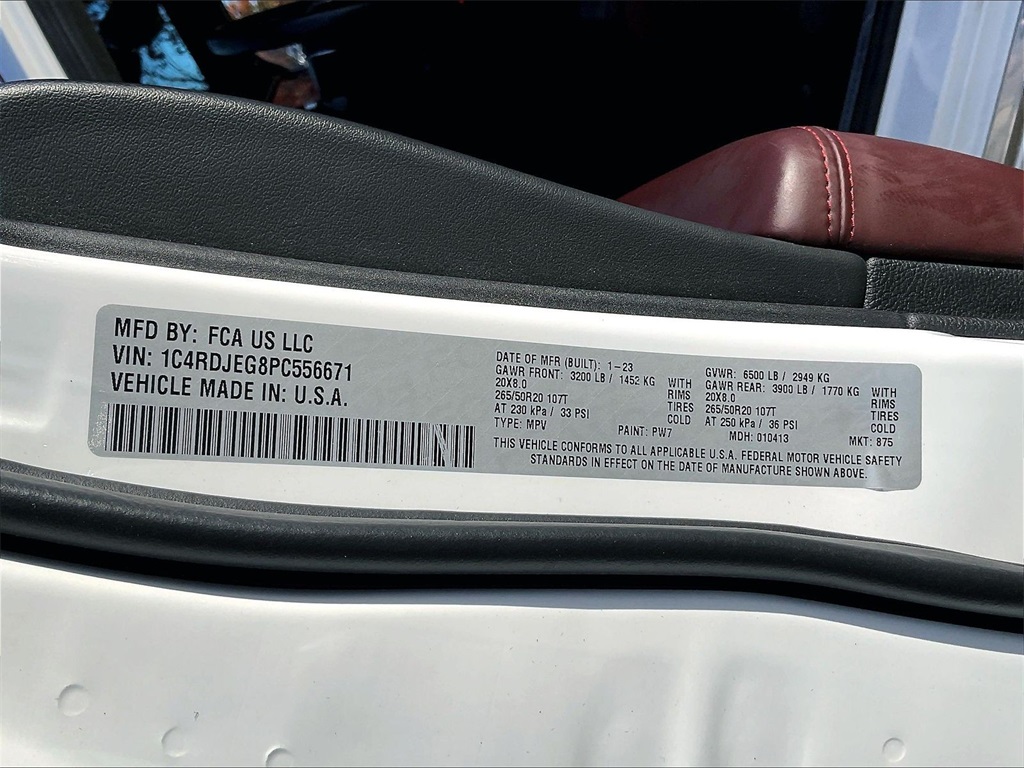 MFD BY: FCA US LLC
VIN: 1C4RDJEG8PC556671
VEHICLE MADE IN: U.S.A.
DATE OF MFR (BUILT): 1-23
GAWR FRONT: 3200 LB / 1452 KG WITH
20X8.0 RIMS
265/50R20 107T TIRES
AT 230 kPa / 33 PSI COLD
TYPE: MPV PAINT: PW7
GVWR: 6500 LB / 2949 KG
GAWR REAR: 3900 LB / 1770 KG WITH
20X8.0 RIMS
265/50R20 107T TIRES
AT 250 kPa / 36 PSI COLD
MDH: 010413 MKT: 875
THIS VEHICLE CONFORMS TO ALL APPLICABLE U.S.A. FEDERAL MOTOR VEHICLE SAFETY
STANDARDS IN EFFECT ON THE DATE OF MANUFACTURE SHOWN ABOVE.